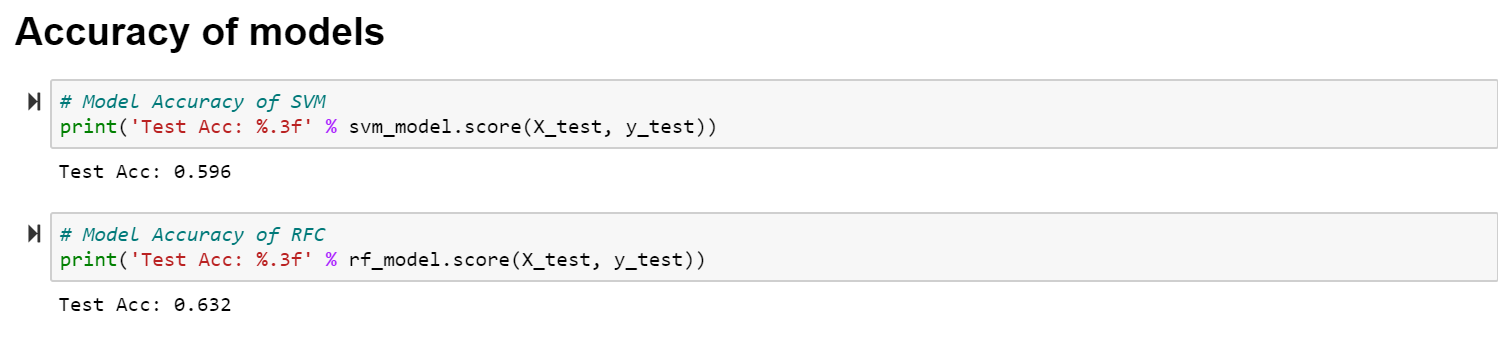 Accuracy of models
# Model Accuracy of SVM
print('Test Acc: %.3f' % svm_model.score(X_test, y_test))
Test Acc: 0.596
# Model Accuracy of RFC
print('Test Acc: %.3f' % rf_model.score(X_test, y_test))
Test Acc: 0.632